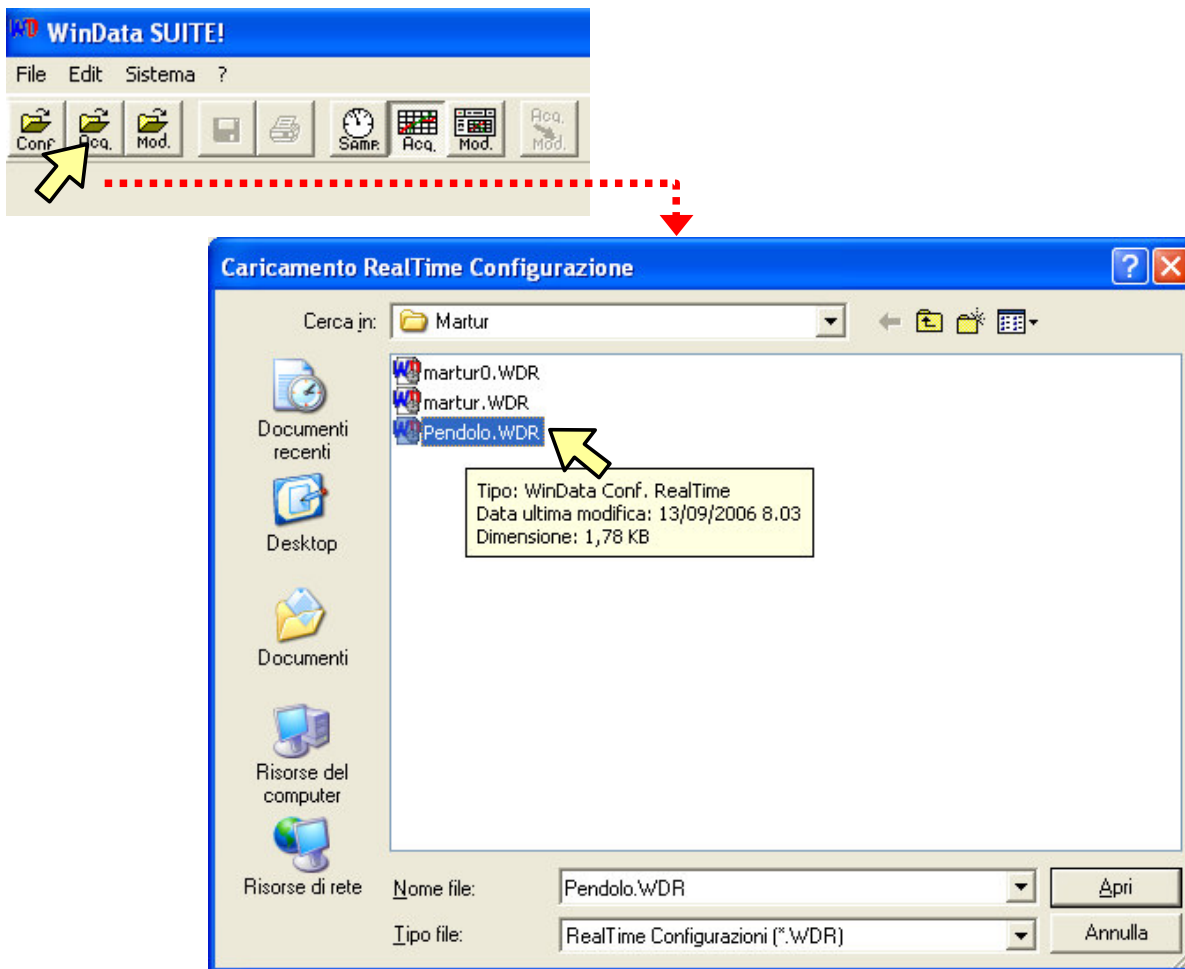 WinData SUITE!
File Edit Sistema ?
Conf Acq. Mod. Samp. Acq. Mod. Acq. Mod.
Caricamento RealTime Configurazione
Cerca in: Martur
martur0.WDR
martur.WDR
Pendolo.WDR
Tipo: WinData Conf. RealTime
Data ultima modifica: 13/09/2006 8.03
Dimensione: 1,78 KB
Documenti
recenti
Desktop
Documenti
Risorse del
computer
Risorse di rete
Nome file: Pendolo.WDR Apri
Tipo file: RealTime Configurazioni (*.WDR) Annulla